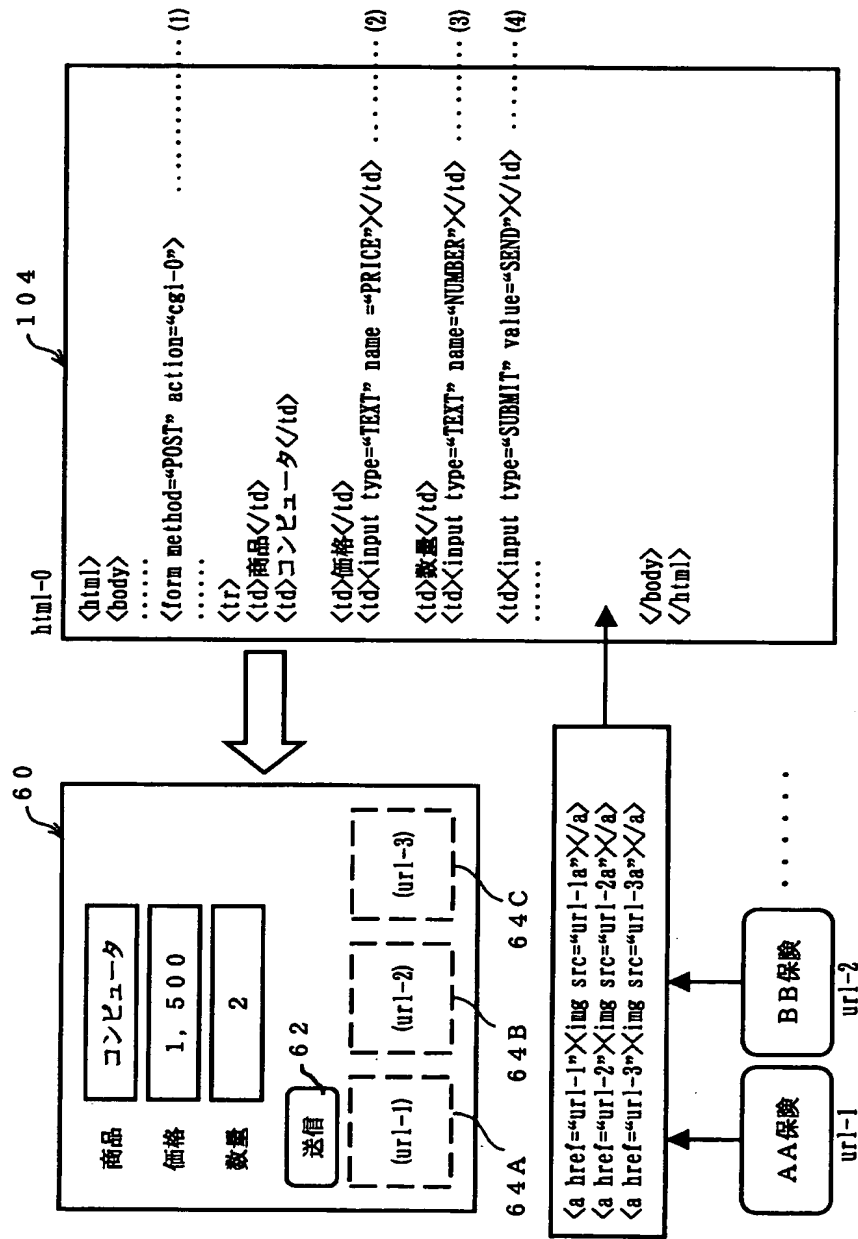 ６０
商品 コンピュータ
価格 １，５００
数量 ２
送信
６２
(url-1) (url-2) (url-3)
６４A ６４B ６４C
<a href=“url-1”><img src=“url-1a”></a>
<a href=“url-2”><img src=“url-2a”></a>
<a href=“url-3”><img src=“url-3a”></a>
ＡＡ保険 ＢＢ保険 ......
url-1 url-2
html-0
１０４
<html>
<body>
......
<form method=“POST” action=“cgi-0”> ............(1)
......
<tr>
<td>商品</td>
<td>コンピュータ</td>
<td>価格</td>
<td><input type=“TEXT” name =“PRICE”></td> ........(2)
<td>数量</td>
<td><input type=“TEXT” name=“NUMBER”></td> ........(3)
<td><input type=“SUBMIT” value=“SEND”></td> ......(4)
......
</body>
</html>